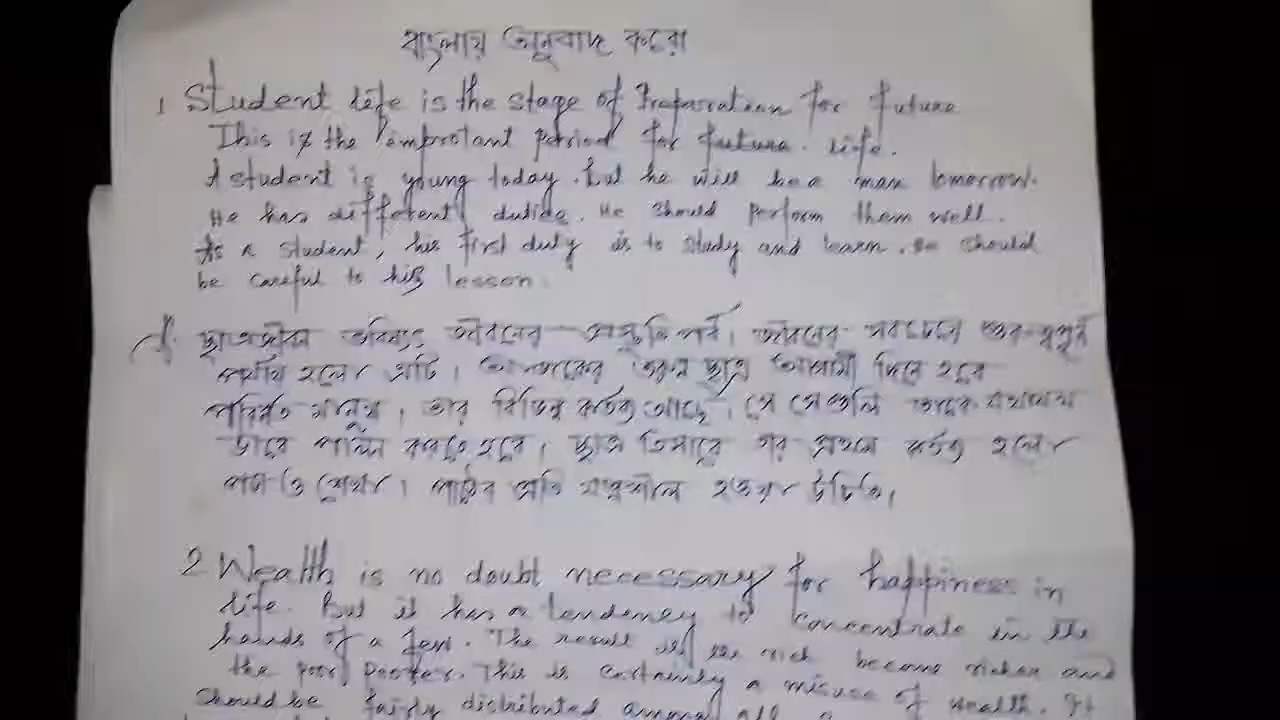 বাংলায় অনুবাদ করো
1 Student life is the stage of Preparation for future
This is the improtant period for future. life.
A student is young today. but he will be a man tomorrow.
He has different duties. He should perform them well.
As a student, his first duty is to study and learn. He should
be careful to his lesson.
ছাত্রজীবন ভবিষ্যৎ জীবনের প্রস্তুতি পর্ব। জীবনের সবচেয়ে গুরুত্বপূর্ণ
পর্যায় হলো এটি। আজকের তরুন ছাত্র আগামী দিনে হবে
পরিণত মানুষ। তার বিভিন্ন কর্তব্য আছে। সে সেগুলি তাকে যথাযথ
ভাবে পালন করতে হবে। ছাত্র হিসাবে তার প্রথম কর্তব্য হলো
পড়া ও শেখা। পাঠের প্রতি যত্নশীল হওয়া উচিত।
2 Wealth is no doubt necessary for happiness in
life. But it has a tendency to concentrate in the
hands of a few. The result is the rich become richer and
the poor poorer. This is certainly a misuse of wealth. It
should be fairly distributed among all